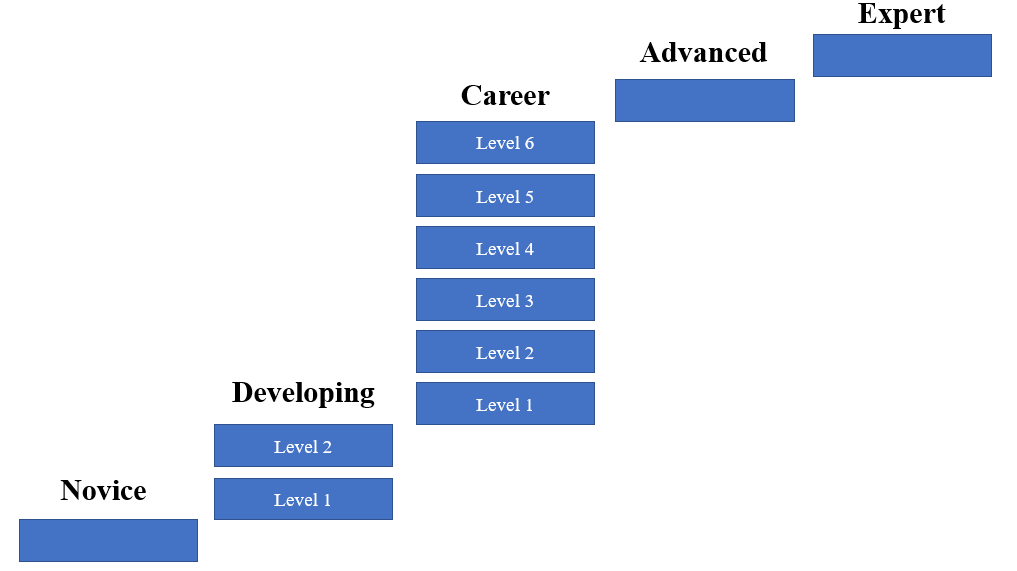 Expert
Advanced
Career
Level 6
Level 5
Level 4
Level 3
Level 2
Level 1
Developing
Level 2
Level 1
Novice